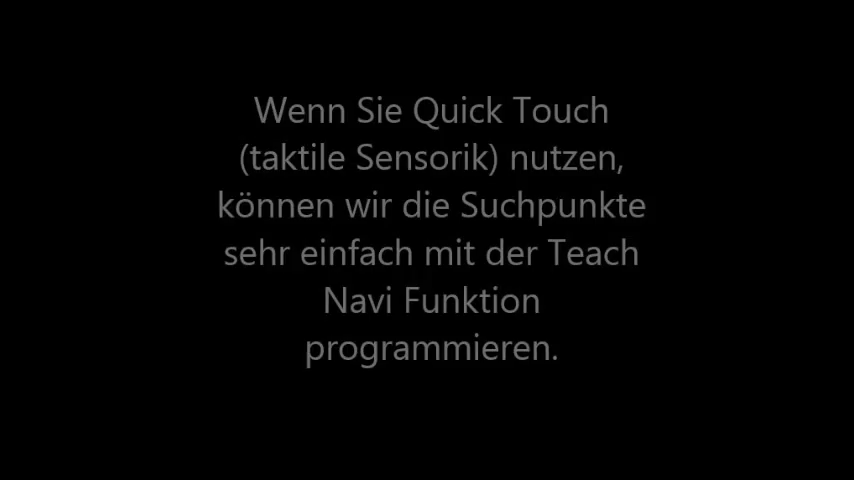 Wenn Sie Quick Touch
(taktile Sensorik) nutzen,
können wir die Suchpunkte
sehr einfach mit der Teach
Navi Funktion
programmieren.